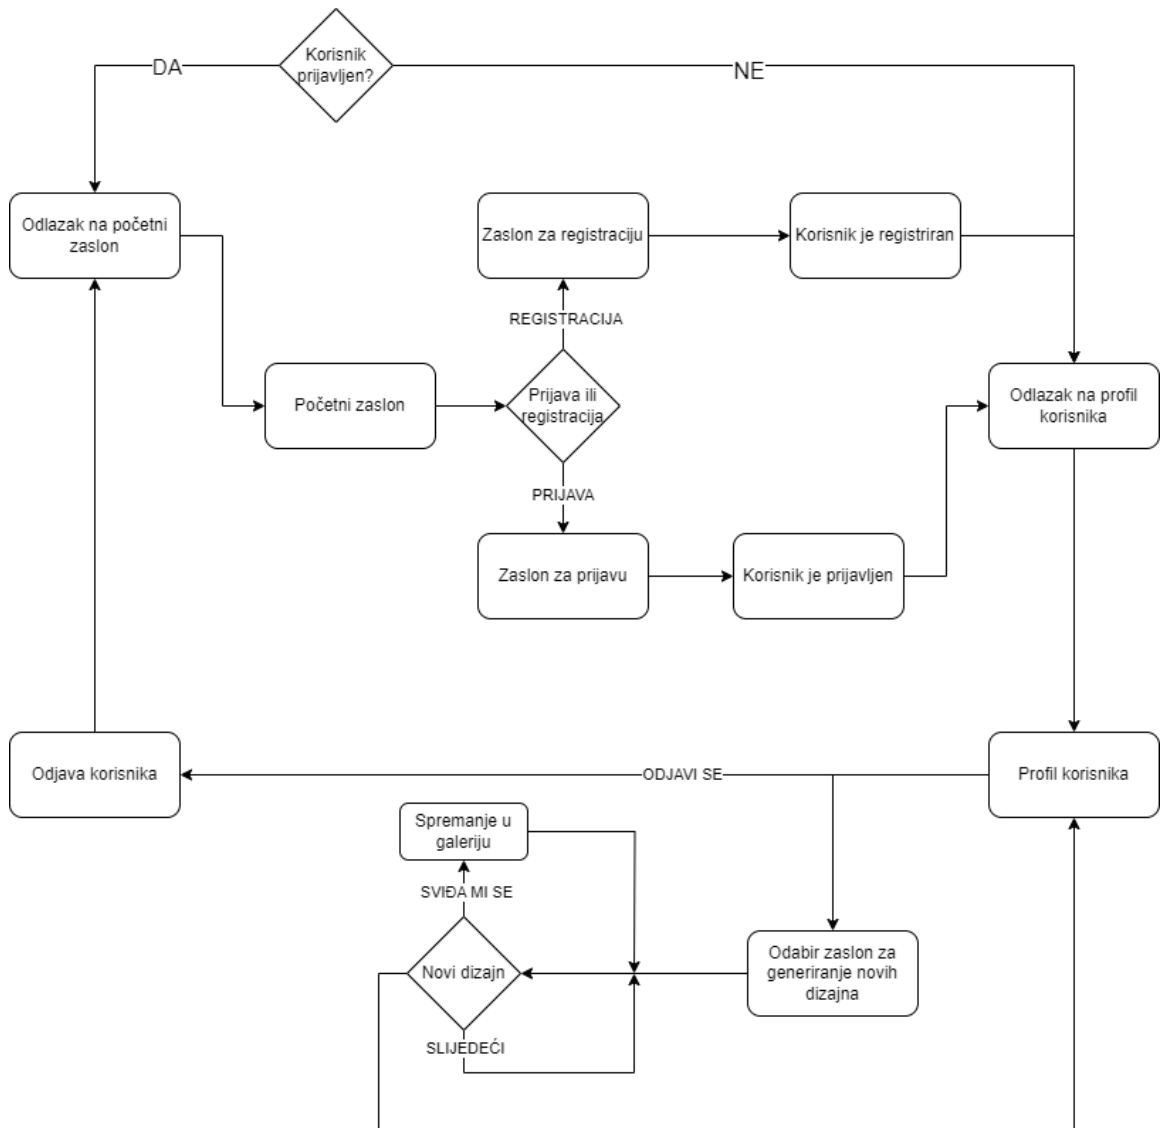 Korisnik
prijavljen?
DA
NE
Odlazak na početni
zaslon
Zaslon za registraciju
Korisnik je registriran
REGISTRACIJA
Početni zaslon
Prijava ili
registracija
Odlazak na profil
korisnika
PRIJAVA
Zaslon za prijavu
Korisnik je prijavljen
Odjava korisnika
ODJAVI SE
Profil korisnika
Spremanje u
galeriju
SVIĐA MI SE
Novi dizajn
Odabir zaslon za
generiranje novih
dizajna
SLIJEDEĆI